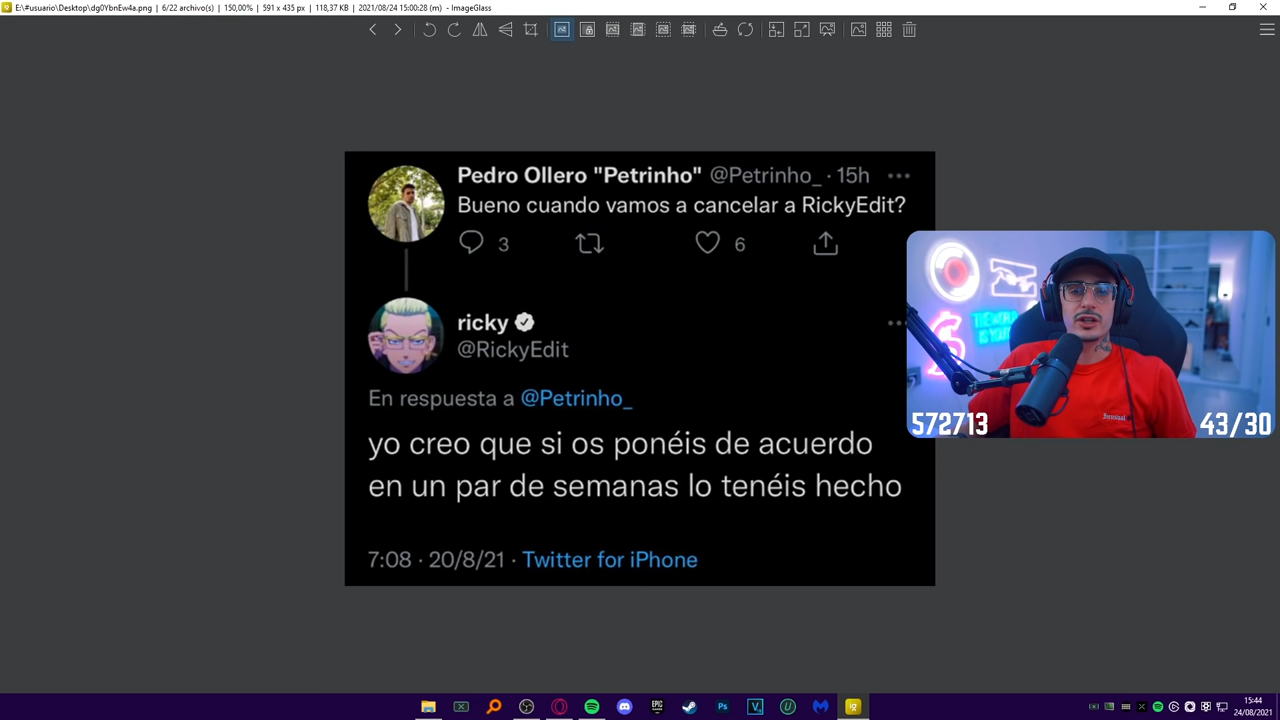 E:\#usuario\Desktop\dg0YbnEw4a.png | 6/22 archivo(s) | 150,00% | 591 x 435 px | 118,37 KB | 2021/08/24 15:00:28 (m) - ImageGlass
Pedro Ollero "Petrinho" @Petrinho_ · 15h
Bueno cuando vamos a cancelar a RickyEdit?
3 6
ricky
@RickyEdit
En respuesta a @Petrinho_
yo creo que si os ponéis de acuerdo
en un par de semanas lo tenéis hecho
7:08 · 20/8/21 · Twitter for iPhone
572713
43/30
EPIC
Ps
15:44
24/08/2021